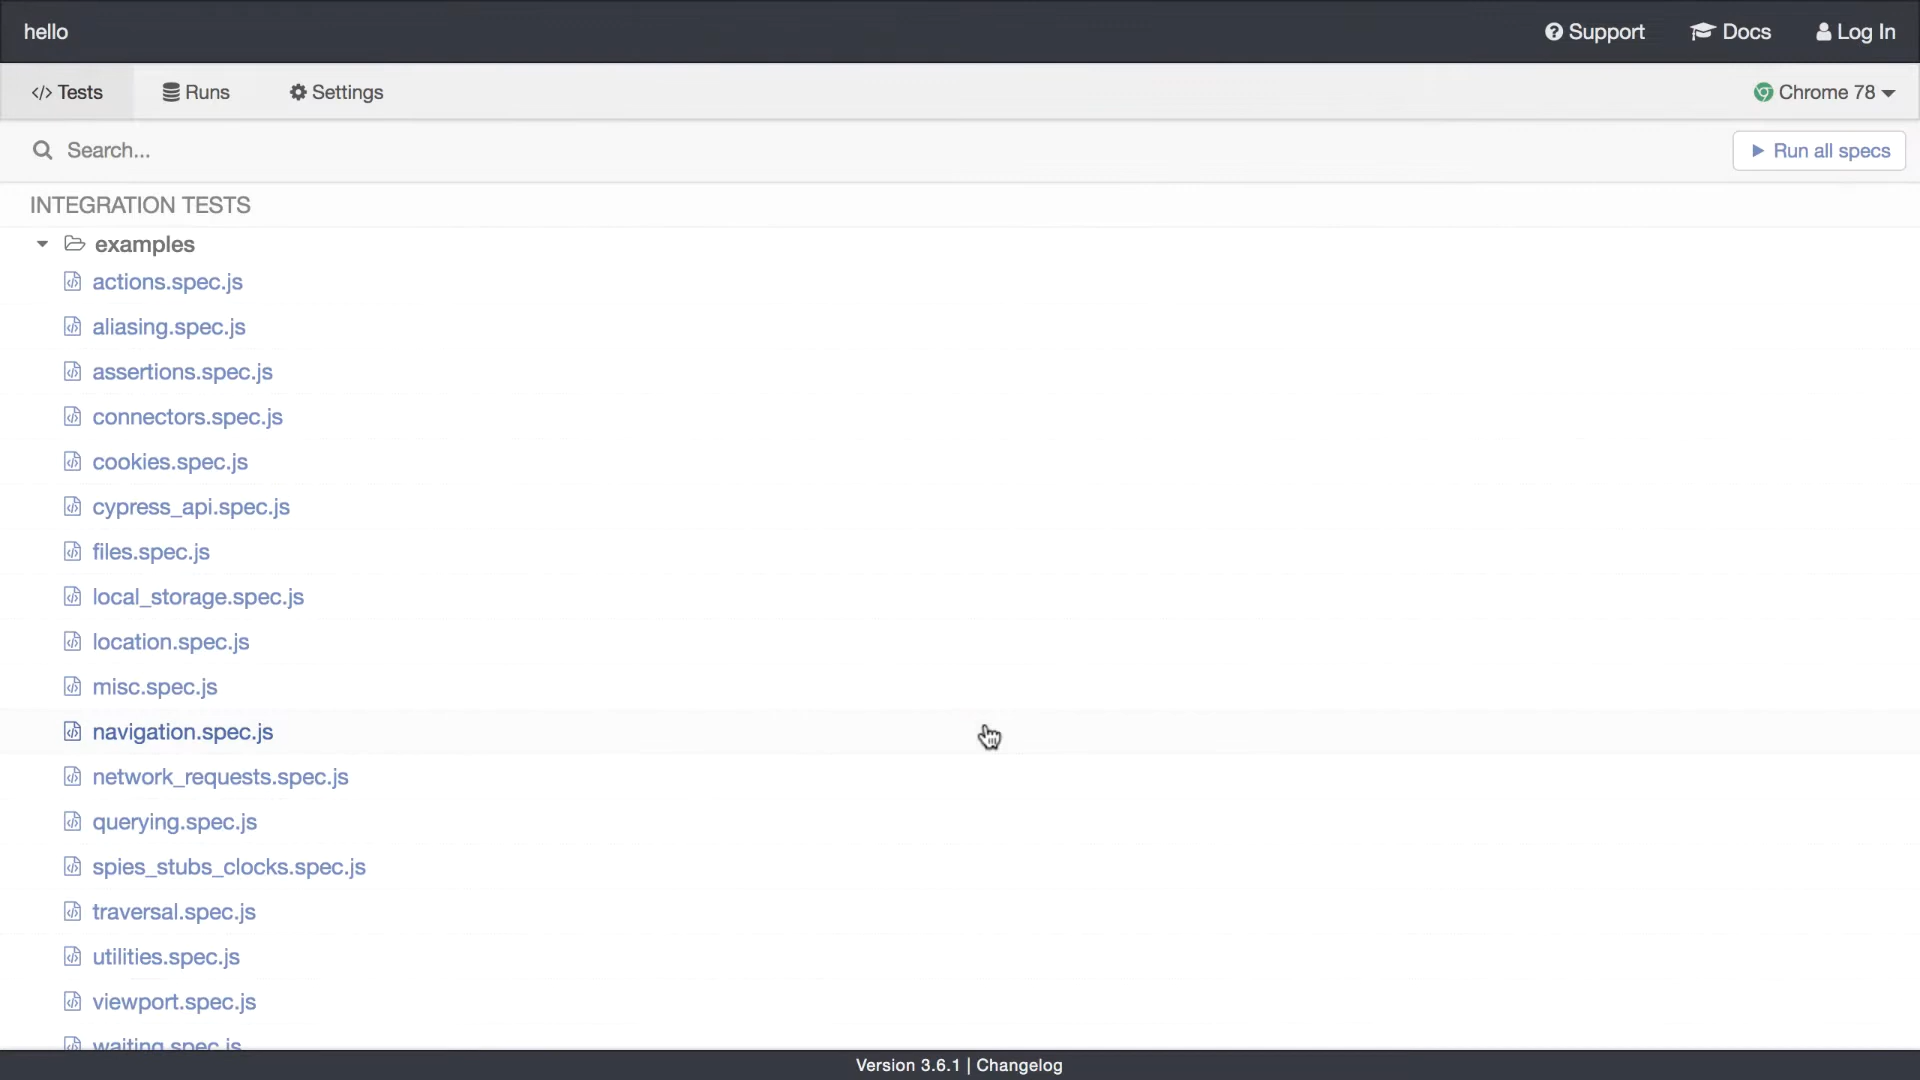 hello
Support
Docs
Log In
</> Tests
Runs
Settings
Chrome 78
Search...
Run all specs
INTEGRATION TESTS
examples
actions.spec.js
aliasing.spec.js
assertions.spec.js
connectors.spec.js
cookies.spec.js
cypress_api.spec.js
files.spec.js
local_storage.spec.js
location.spec.js
misc.spec.js
navigation.spec.js
network_requests.spec.js
querying.spec.js
spies_stubs_clocks.spec.js
traversal.spec.js
utilities.spec.js
viewport.spec.js
waiting.spec.js
Version 3.6.1 | Changelog